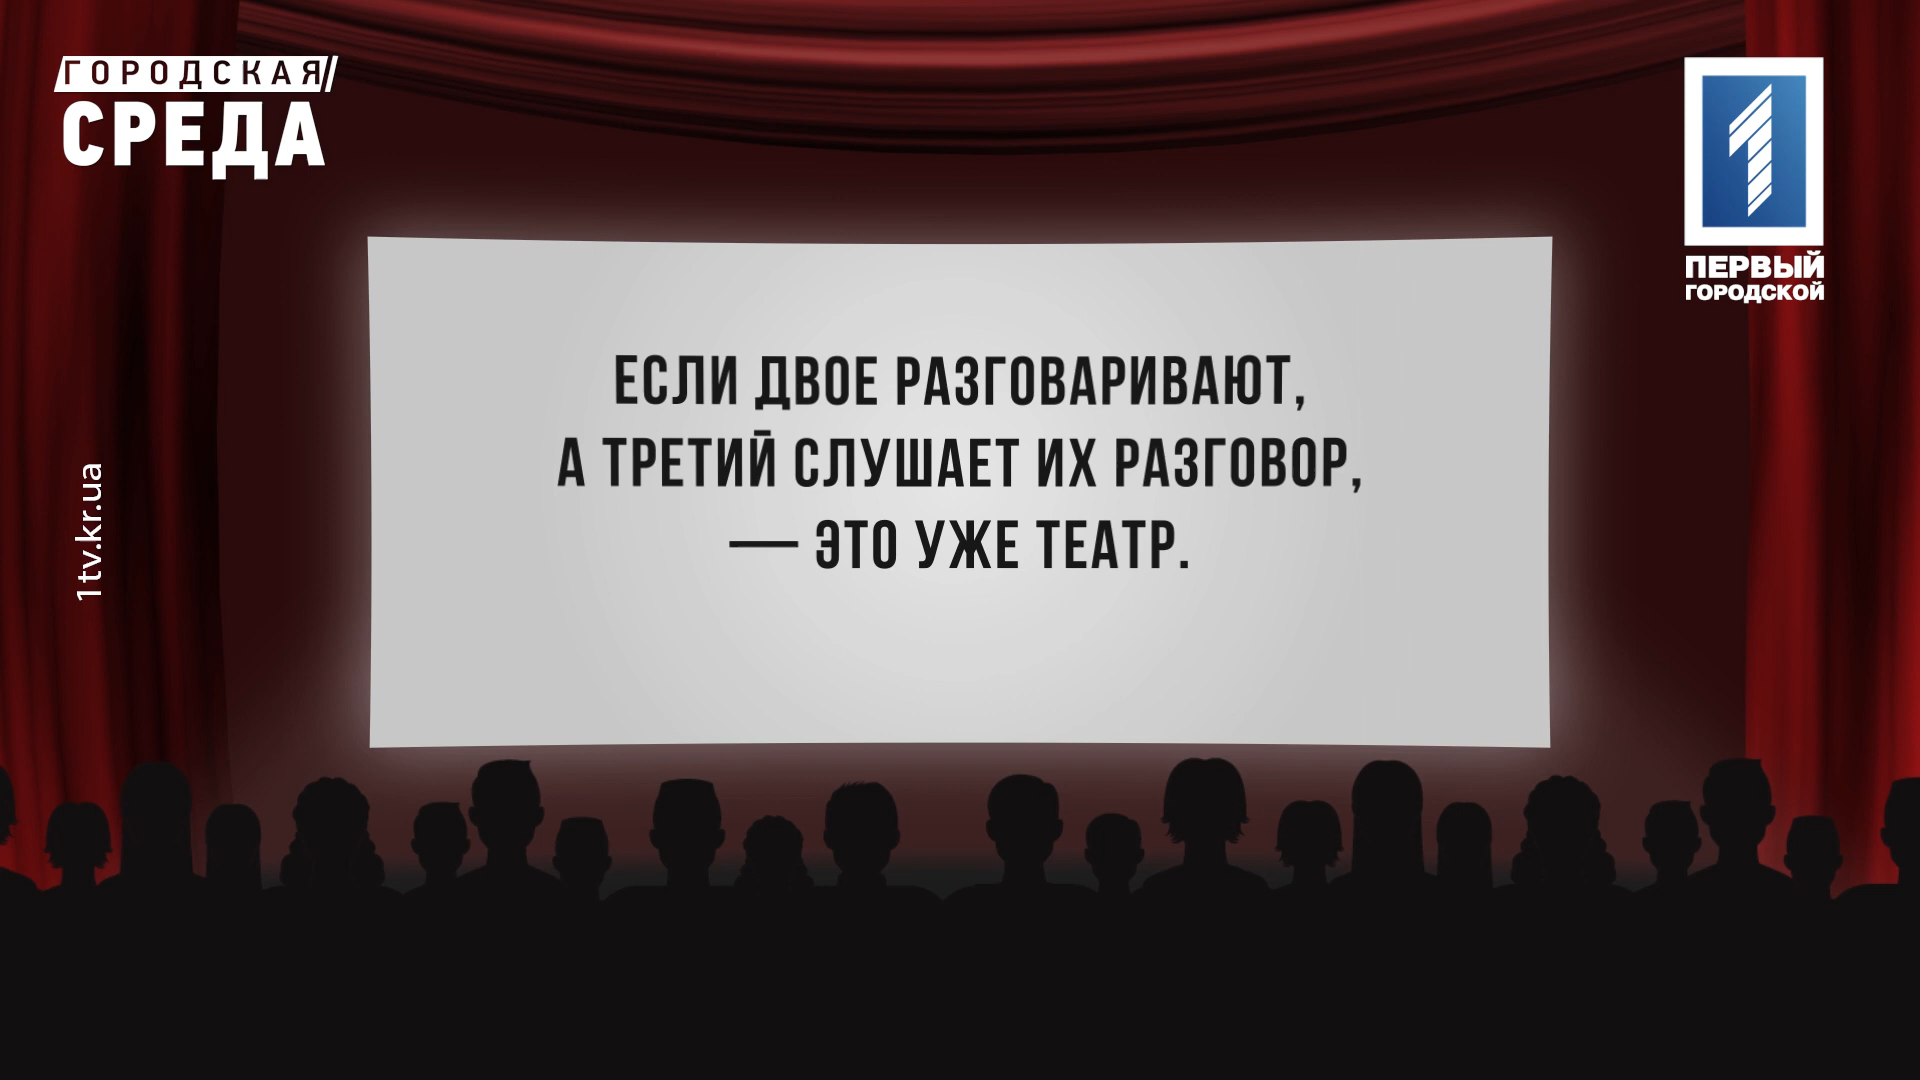 ГОРОДСКАЯ
СРЕДА
ПЕРВЫЙ
ГОРОДСКОЙ
ЕСЛИ ДВОЕ РАЗГОВАРИВАЮТ,
А ТРЕТИЙ СЛУШАЕТ ИХ РАЗГОВОР,
— ЭТО УЖЕ ТЕАТР.
1tv.kr.ua